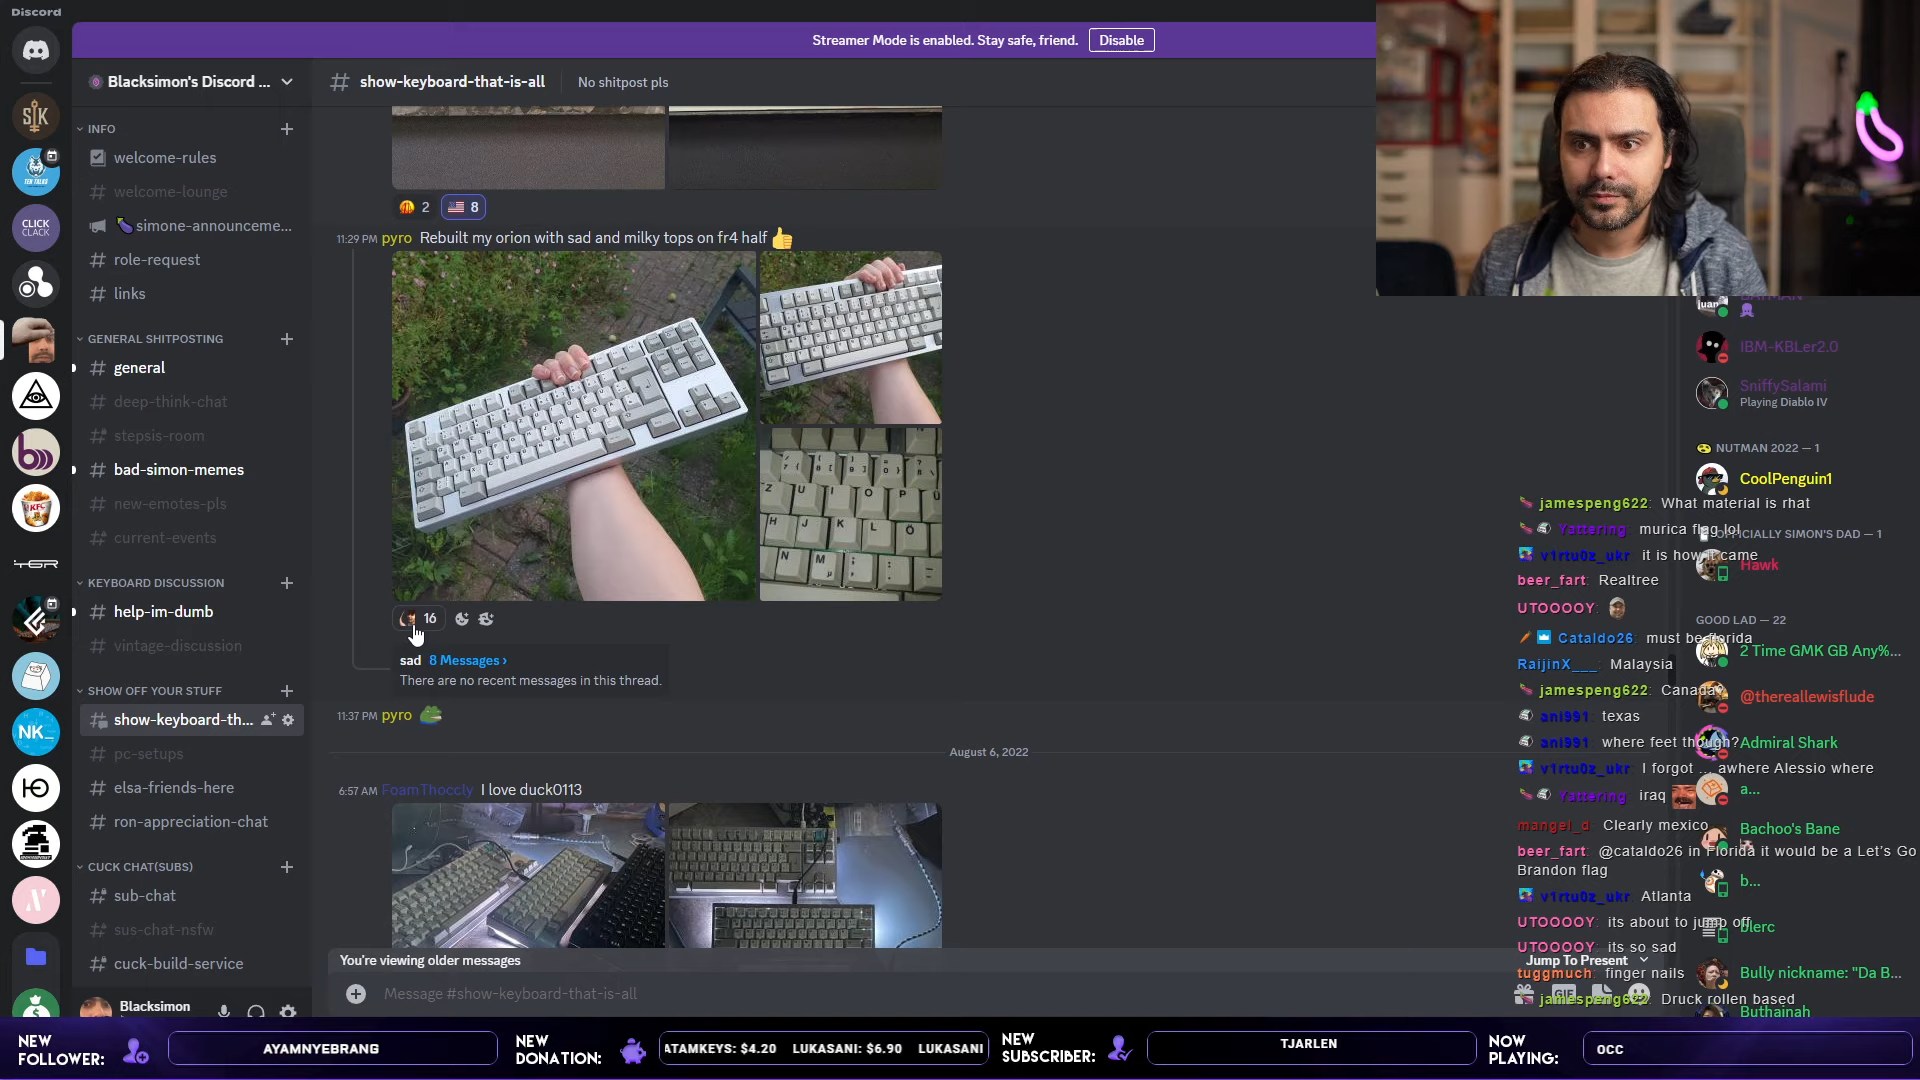 Discord
Streamer Mode is enabled. Stay safe, friend.
Disable
Blacksimon's Discord ...
show-keyboard-that-is-all
No shitpost pls
INFO
welcome-rules
welcome-lounge
simone-announceme...
role-request
links
GENERAL SHITPOSTING
general
deep-think-chat
stepsis-room
bad-simon-memes
new-emotes-pls
current-events
KEYBOARD DISCUSSION
help-im-dumb
vintage-discussion
SHOW OFF YOUR STUFF
show-keyboard-th...
pc-setups
elsa-friends-here
ron-appreciation-chat
CUCK CHAT(SUBS)
sub-chat
sus-chat-nsfw
cuck-build-service
Blacksimon
SK
TEN TALKS
CLICK
CLACK
KFC
TGR
NK_
2
8
11:29 PM pyro Rebuilt my orion with sad and milky tops on fr4 half
16
sad 8 Messages ›
There are no recent messages in this thread.
11:37 PM pyro
August 6, 2022
6:57 AM FoamThoccly I love duck0113
You're viewing older messages
Jump To Present
Message #show-keyboard-that-is-all
GIF
IBM-KBLer2.0
SniffySalami
Playing Diablo IV
NUTMAN 2022 — 1
CoolPenguin1
OFFICIALLY SIMON'S DAD — 1
Hawk
GOOD LAD — 22
2 Time GMK GB Any%...
@thereallewisflude
Admiral Shark
a...
Bachoo's Bane
b...
blerc
Bully nickname: "Da B...
Buthainah
jamespeng622: What material is rhat
Yattering: murica flag lol
v1rtu0z_ukr: it is how it came
beer_fart: Realtree
UTOOOOY:
Cataldo26: must be florida
RaijinX___: Malaysia
jamespeng622: Canada
ani991: texas
ani991: where feet though?
v1rtu0z_ukr: I forgot ... awhere Alessio where
Yattering: iraq
mangel_d: Clearly mexico
beer_fart: @cataldo26 in Florida it would be a Let's Go
Brandon flag
v1rtu0z_ukr: Atlanta
UTOOOOY: its about to jump off
UTOOOOY: its so sad
tuggmuch: finger nails
jamespeng622: Druck rollen based
NEW
FOLLOWER:
AYAMNYEBRANG
NEW
DONATION:
ATAMKEYS: $4.20 LUKASANI: $6.90 LUKASANI
NEW
SUBSCRIBER:
TJARLEN
NOW
PLAYING:
OCC